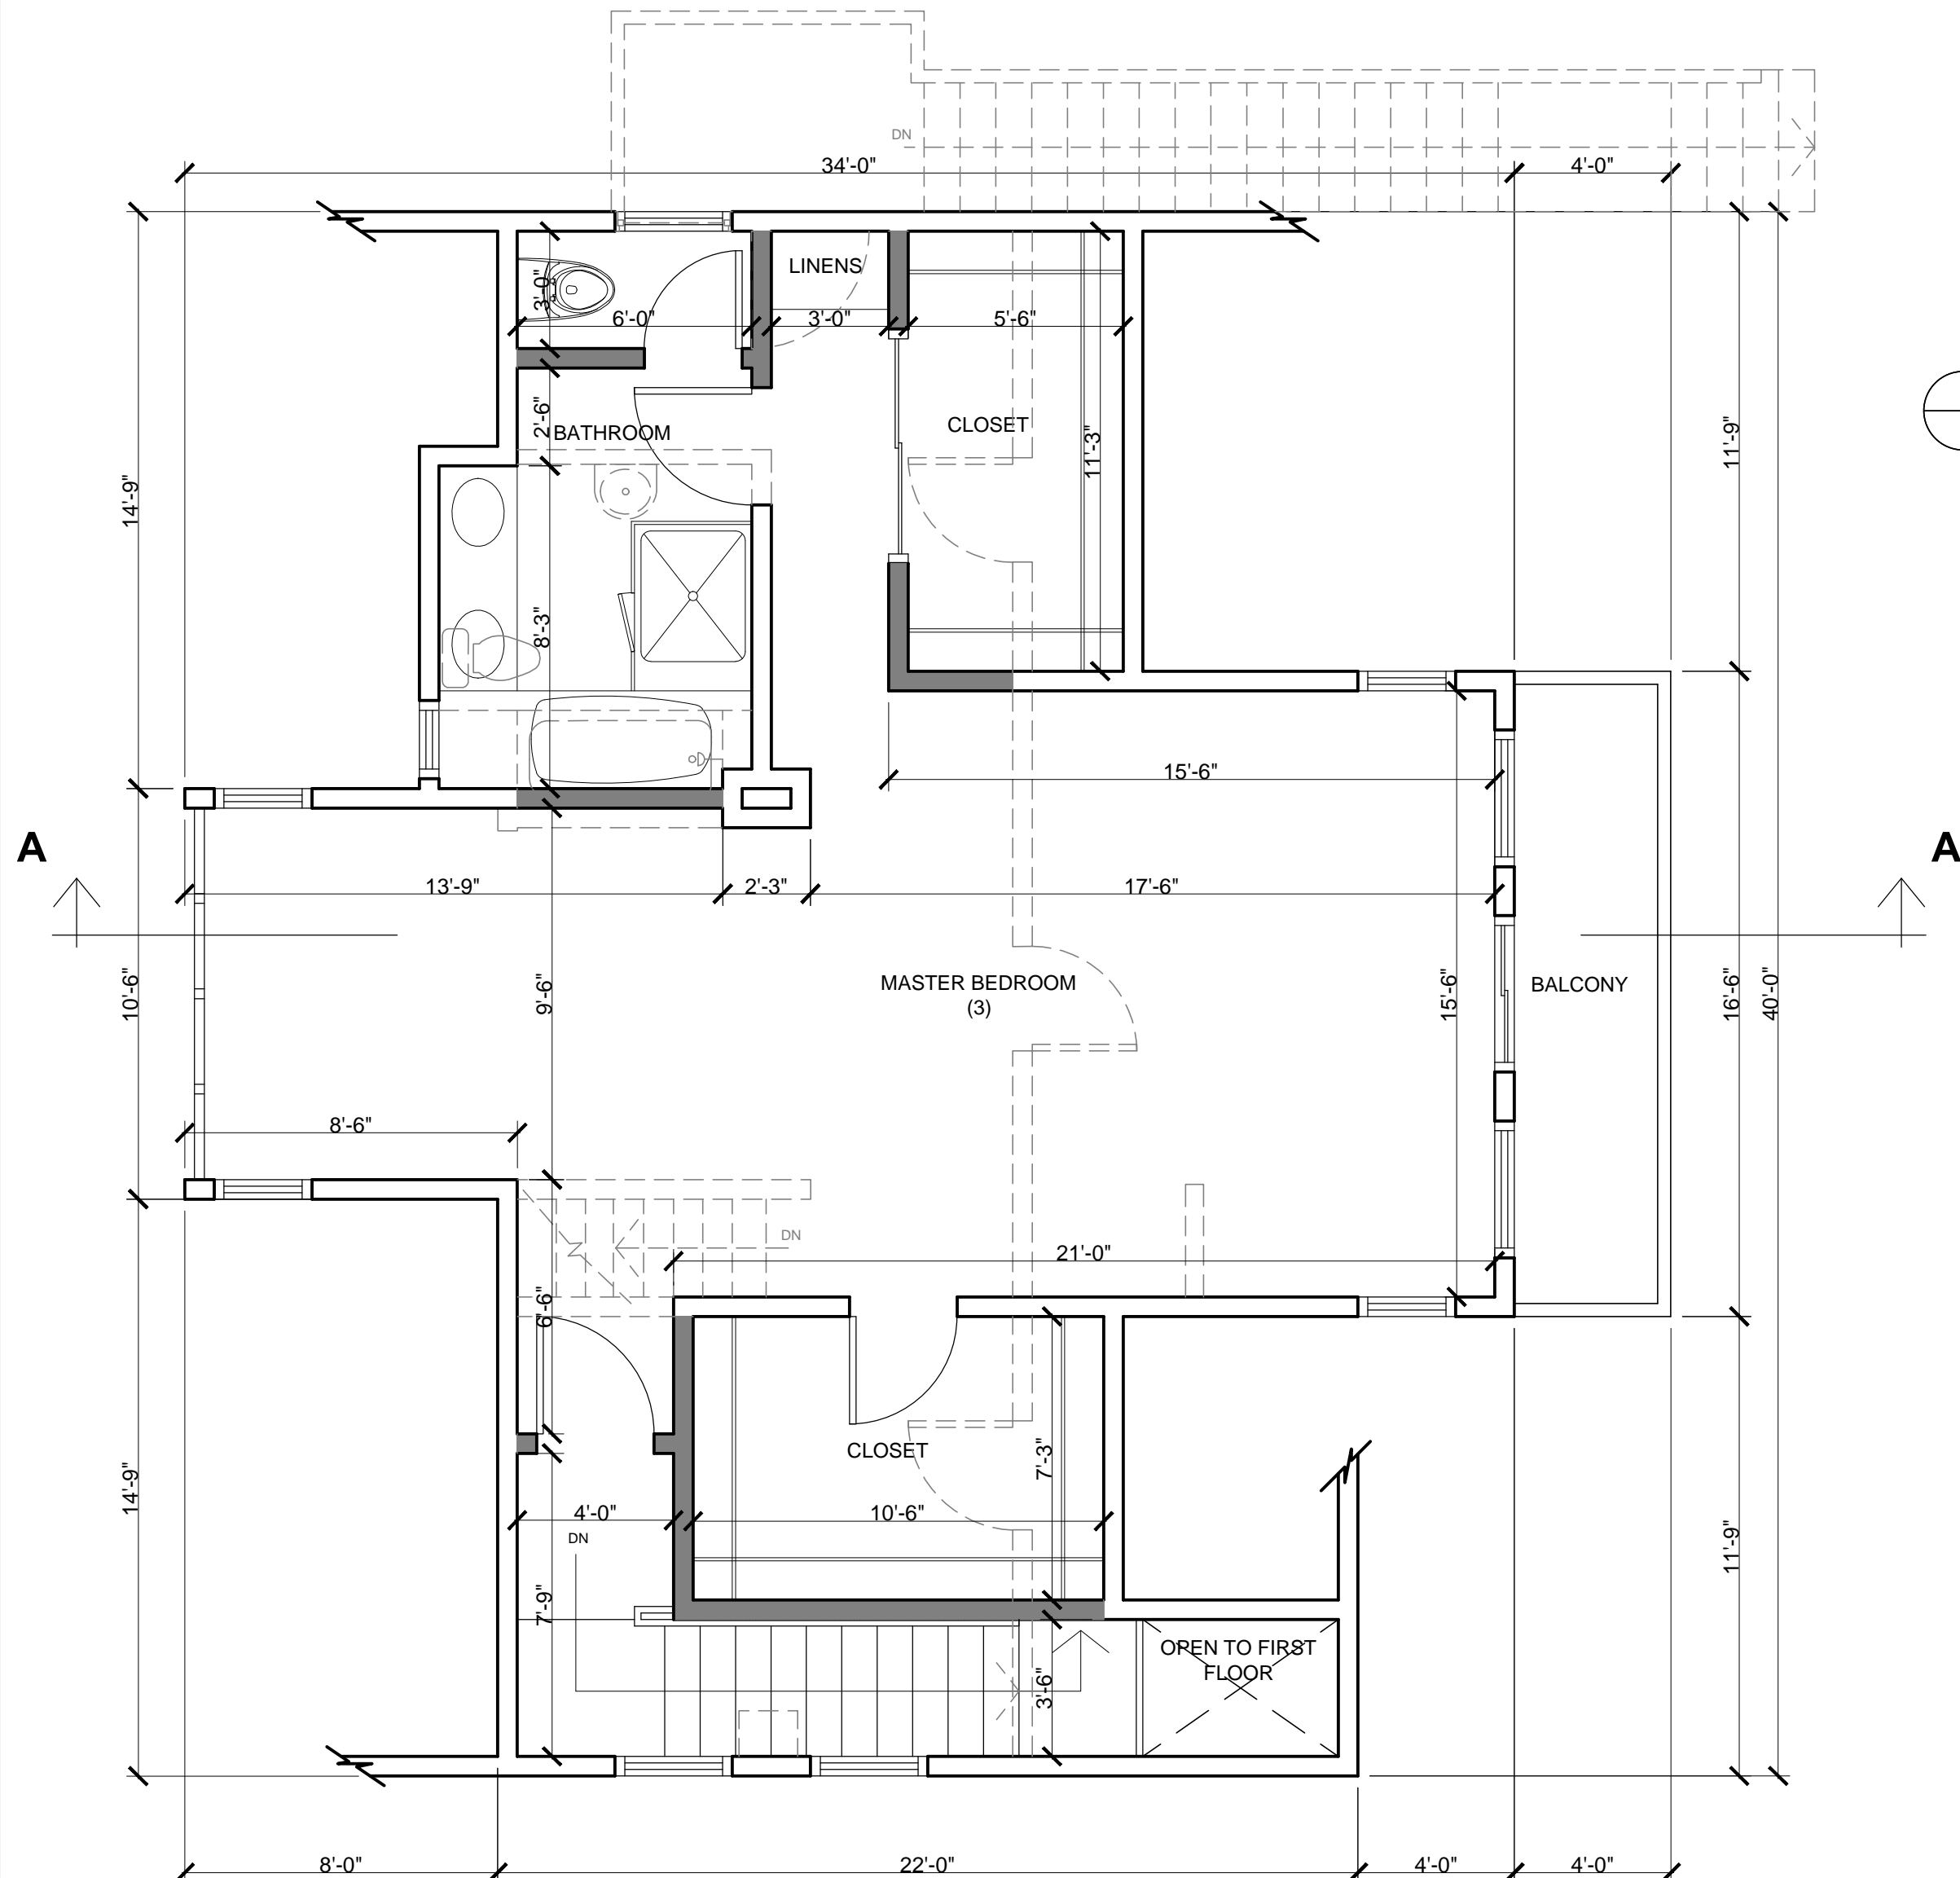 DN
34'-0"
4'-0"
LINENS
3'-0"
6'-0"
3'-0"
5'-6"
2'-6"
BATHROOM
CLOSET
11'-3"
11'-9"
14'-9"
8'-3"
15'-6"
A
A
13'-9"
2'-3"
17'-6"
10'-6"
9'-6"
MASTER BEDROOM
(3)
15'-6"
BALCONY
16'-6"
40'-0"
8'-6"
DN
21'-0"
6'-6"
CLOSET
7'-3"
14'-9"
4'-0"
10'-6"
DN
11'-9"
7'-9"
OPEN TO FIRST
FLOOR
3'-6"
8'-0"
22'-0"
4'-0"
4'-0"